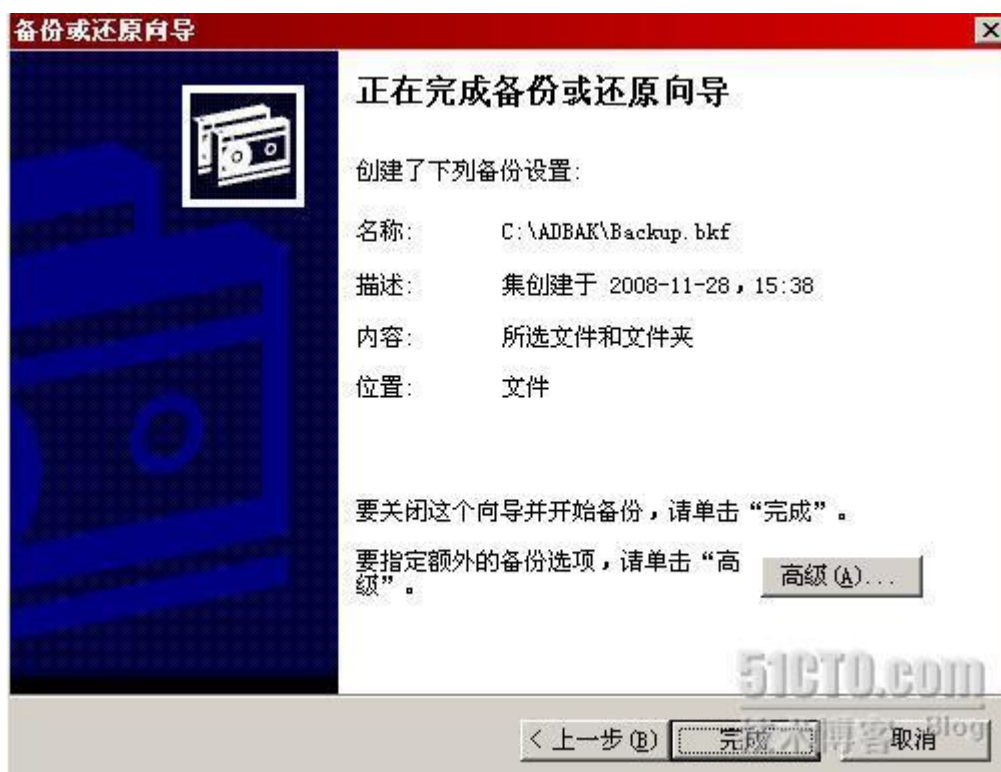 备份或还原向导
正在完成备份或还原向导
创建了下列备份设置:
名称: C:\ADBAK\Backup.bkf
描述: 集创建于 2008-11-28，15:38
内容: 所选文件和文件夹
位置: 文件
要关闭这个向导并开始备份，请单击“完成”。
要指定额外的备份选项，请单击“高
级”。
高级(A)...
51CTO.com
技术博客 Blog
< 上一步(B) 完成 取消